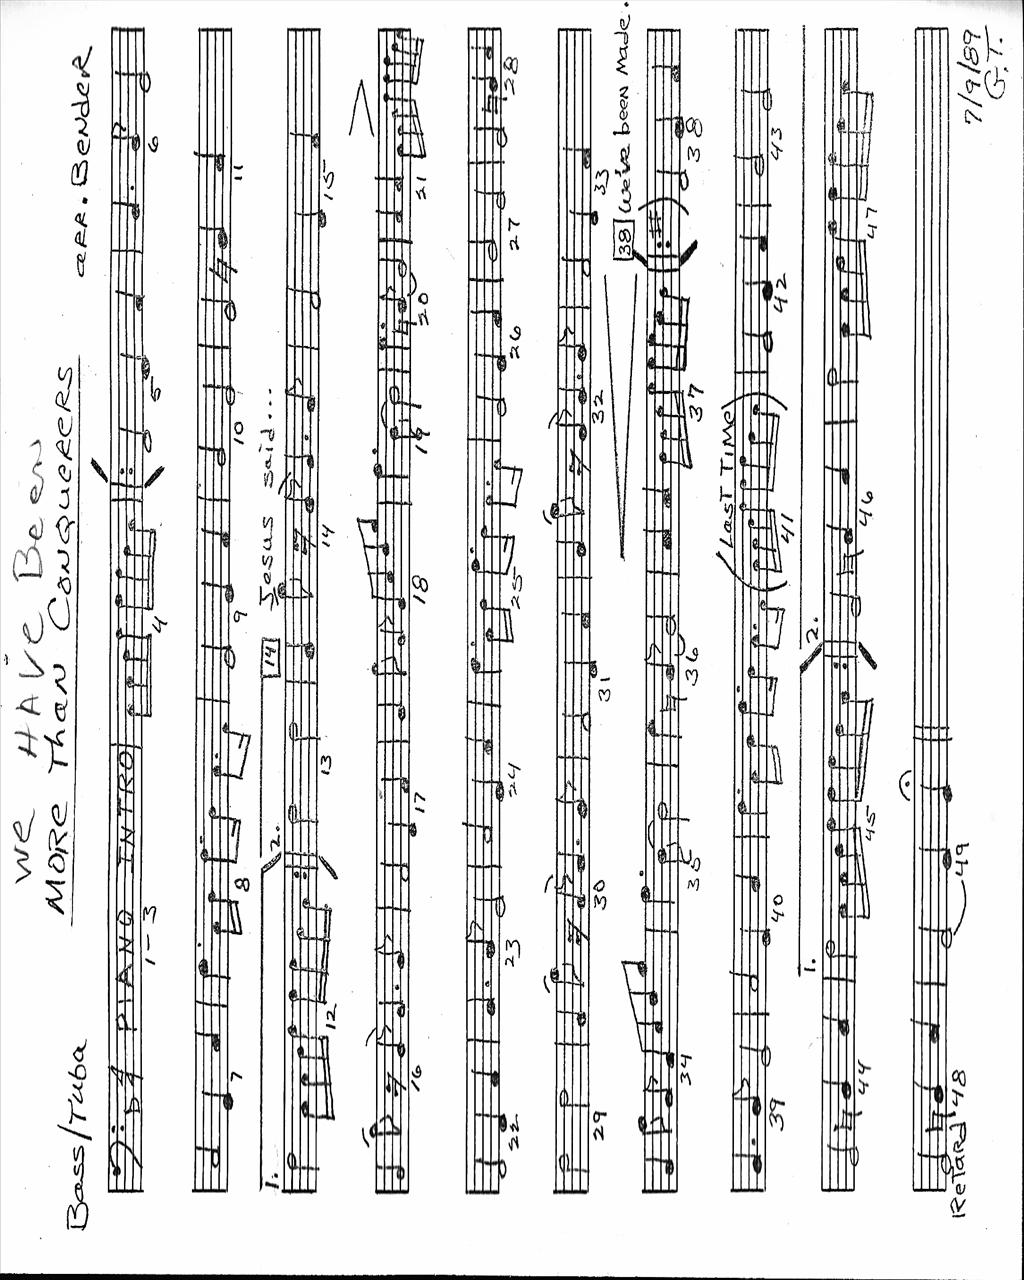 We HAVE Been
Bass/Tuba MORE Than CONQUERERS arr. Bender
PIANO INTRO
1-3 4 5 6
7 8 9 10 11
1. 2. 14 Jesus said...
12 13 14 15
16 17 18 19 20 21
22 23 24 25 26 27 28
29 30 31 32 33
38 We've been Made.
34 35 36 37 38
(Last Time)
39 40 41 42 43
1. 2.
44 45 46 47
Retard 48 49
7/9/89
G.T.